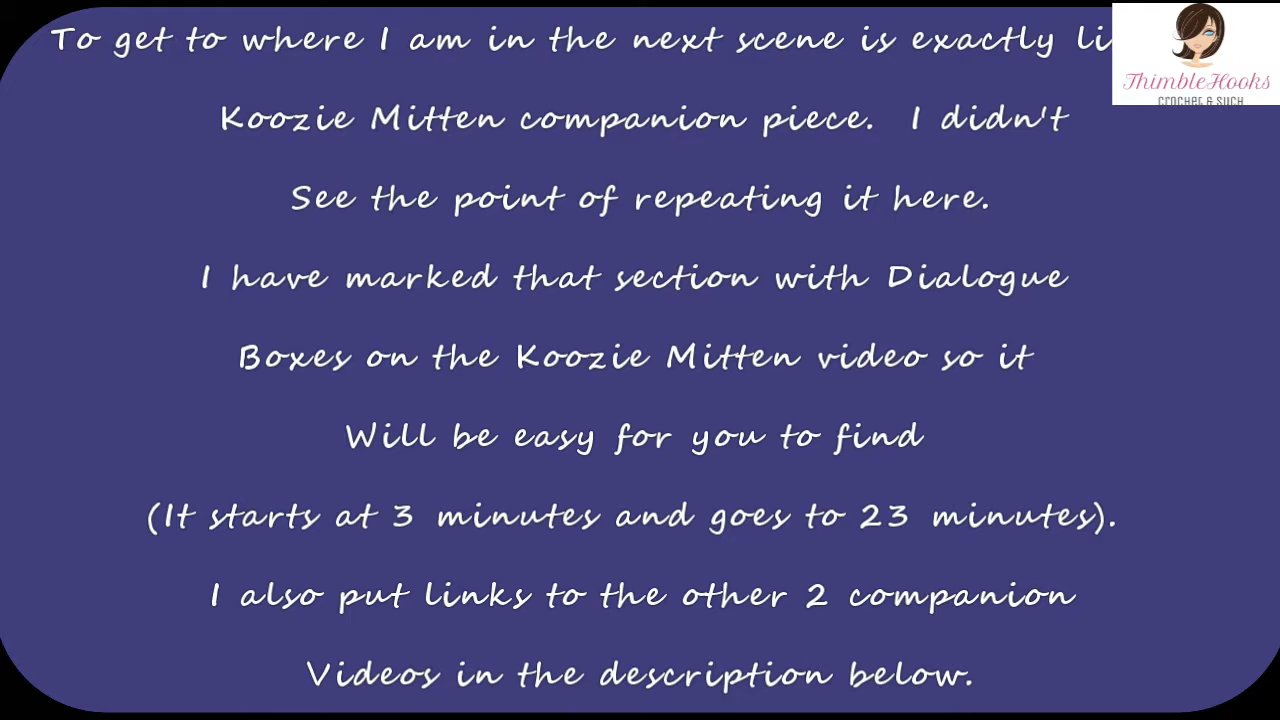 To get to where I am in the next scene is exactly
Koozie Mitten companion piece. I didn't
See the point of repeating it here.
I have marked that section with Dialogue
Boxes on the Koozie Mitten video so it
Will be easy for you to find
(It starts at 3 minutes and goes to 23 minutes).
I also put links to the other 2 companion
Videos in the description below.
ThimbleHooks
CROCHET & SUCH